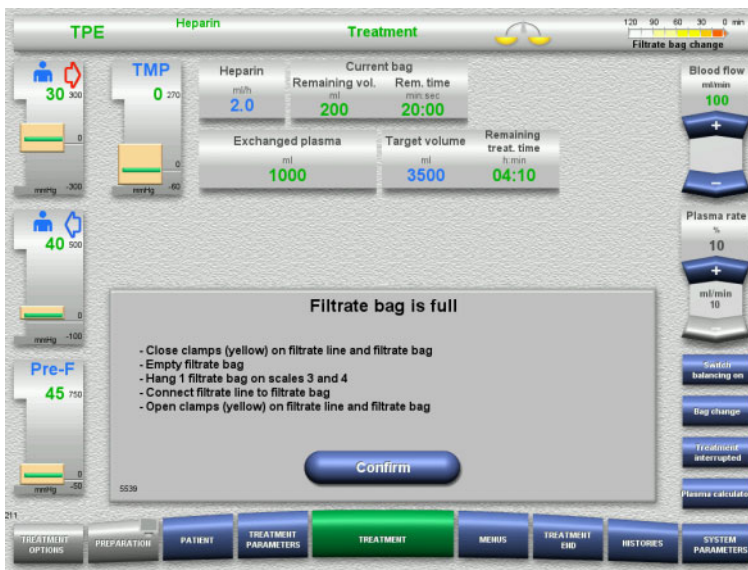 TPE
Heparin
Treatment
120 90 60 30 0 min
Filtrate bag change
30 300
0
mmHg -300
TMP
0 270
0
mmHg -60
Heparin
ml/h
2.0
Current bag
Remaining vol. Rem. time
ml min:sec
200 20:00
Exchanged plasma
ml
1000
Target volume
ml
3500
Remaining
treat. time
h:min
04:10
Blood flow
ml/min
100
+
–
40 500
0
mmHg -100
Plasma rate
%
10
+
ml/min
10
–
Pre-F
45 750
0
mmHg -50
Filtrate bag is full
- Close clamps (yellow) on filtrate line and filtrate bag
- Empty filtrate bag
- Hang 1 filtrate bag on scales 3 and 4
- Connect filtrate line to filtrate bag
- Open clamps (yellow) on filtrate line and filtrate bag
Confirm
5539
Switch
balancing on
Bag change
Treatment
interrupted
Plasma calculato
211
TREATMENT
OPTIONS
PREPARATION
PATIENT
TREATMENT
PARAMETERS
TREATMENT
MENUS
TREATMENT
END
HISTORIES
SYSTEM
PARAMETERS